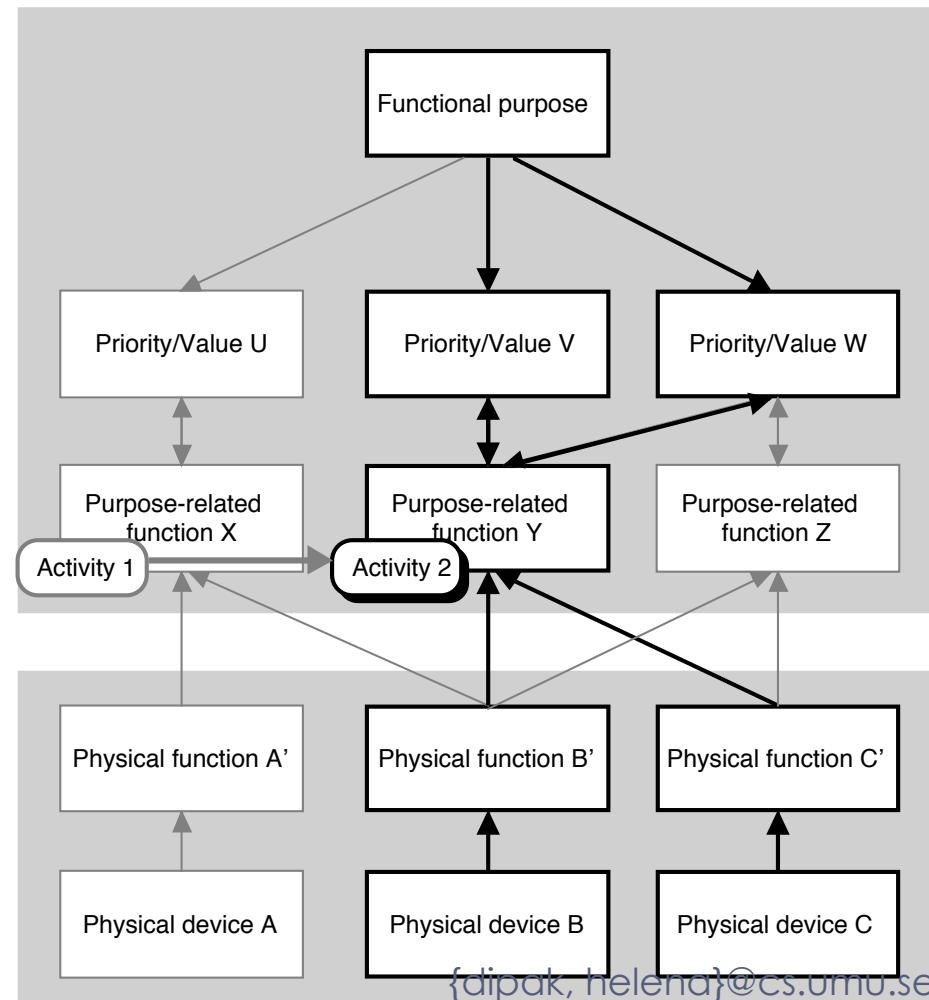 Functional purpose
Priority/Value U
Priority/Value V
Priority/Value W
Purpose-related
function X
Purpose-related
function Y
Purpose-related
function Z
Activity 1
Activity 2
Physical function A’
Physical function B’
Physical function C’
Physical device A
Physical device B
Physical device C
{dipak, helena}@cs.umu.se